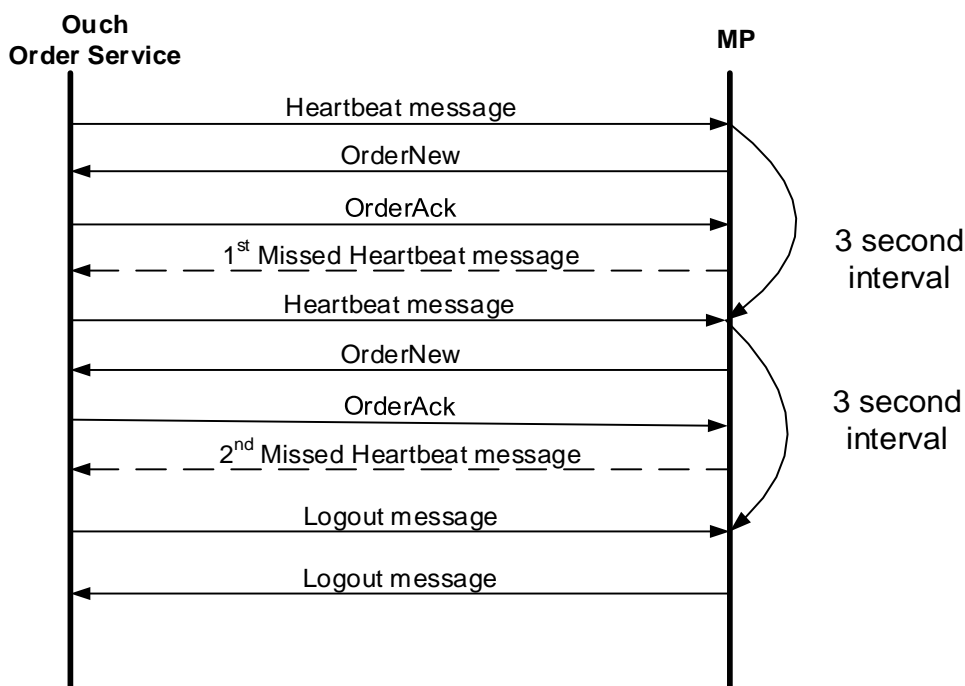 Ouch
Order Service
MP
Heartbeat message
OrderNew
OrderAck
1st Missed Heartbeat message
3 second
interval
Heartbeat message
OrderNew
OrderAck
3 second
interval
2nd Missed Heartbeat message
Logout message
Logout message